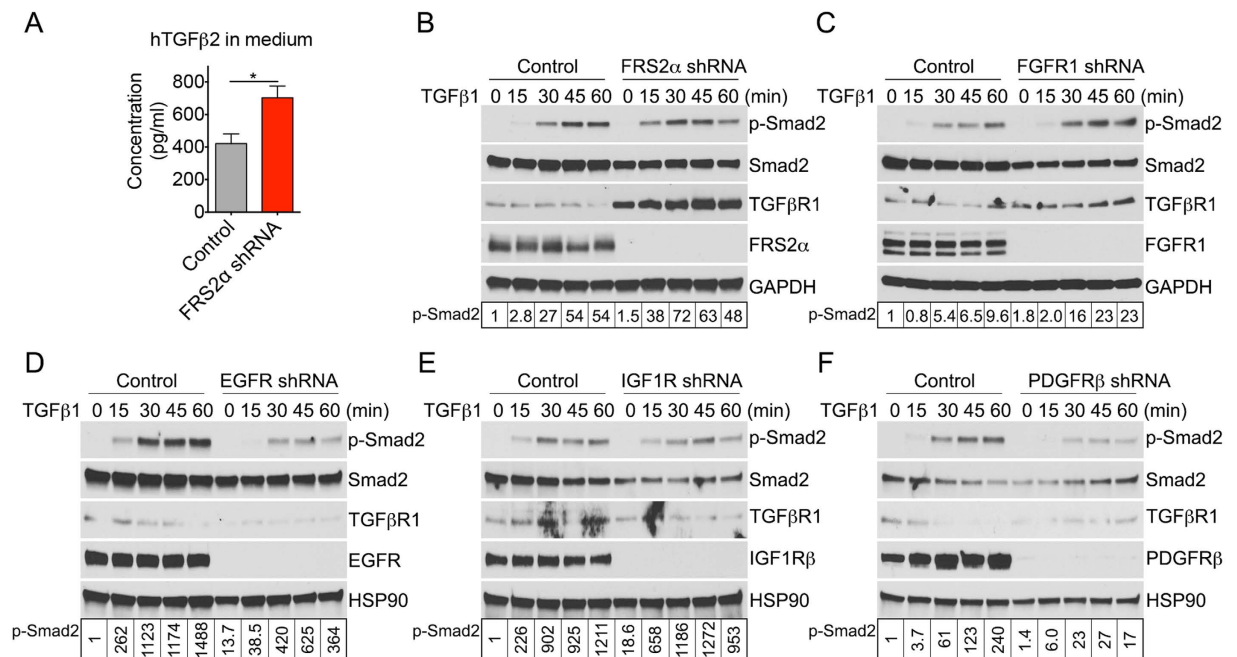 A
hTGFβ2 in medium
Concentration
(pg/ml)
800
600
400
200
0
*
Control
FRS2α shRNA
B
Control FRS2α shRNA
TGFβ1 0 15 30 45 60 0 15 30 45 60 (min)
p-Smad2
Smad2
TGFβR1
FRS2α
GAPDH
p-Smad2 1 2.8 27 54 54 1.5 38 72 63 48
C
Control FGFR1 shRNA
TGFβ1 0 15 30 45 60 0 15 30 45 60 (min)
p-Smad2
Smad2
TGFβR1
FGFR1
GAPDH
p-Smad2 1 0.8 5.4 6.5 9.6 1.8 2.0 16 23 23
D
Control EGFR shRNA
TGFβ1 0 15 30 45 60 0 15 30 45 60 (min)
p-Smad2
Smad2
TGFβR1
EGFR
HSP90
p-Smad2 1 262 1123 1174 1488 13.7 38.5 420 625 364
E
Control IGF1R shRNA
TGFβ1 0 15 30 45 60 0 15 30 45 60 (min)
p-Smad2
Smad2
TGFβR1
IGF1Rβ
HSP90
p-Smad2 1 226 902 925 1211 18.6 658 1186 1272 953
F
Control PDGFRβ shRNA
TGFβ1 0 15 30 45 60 0 15 30 45 60 (min)
p-Smad2
Smad2
TGFβR1
PDGFRβ
HSP90
p-Smad2 1 3.7 61 123 240 1.4 6.0 23 27 17